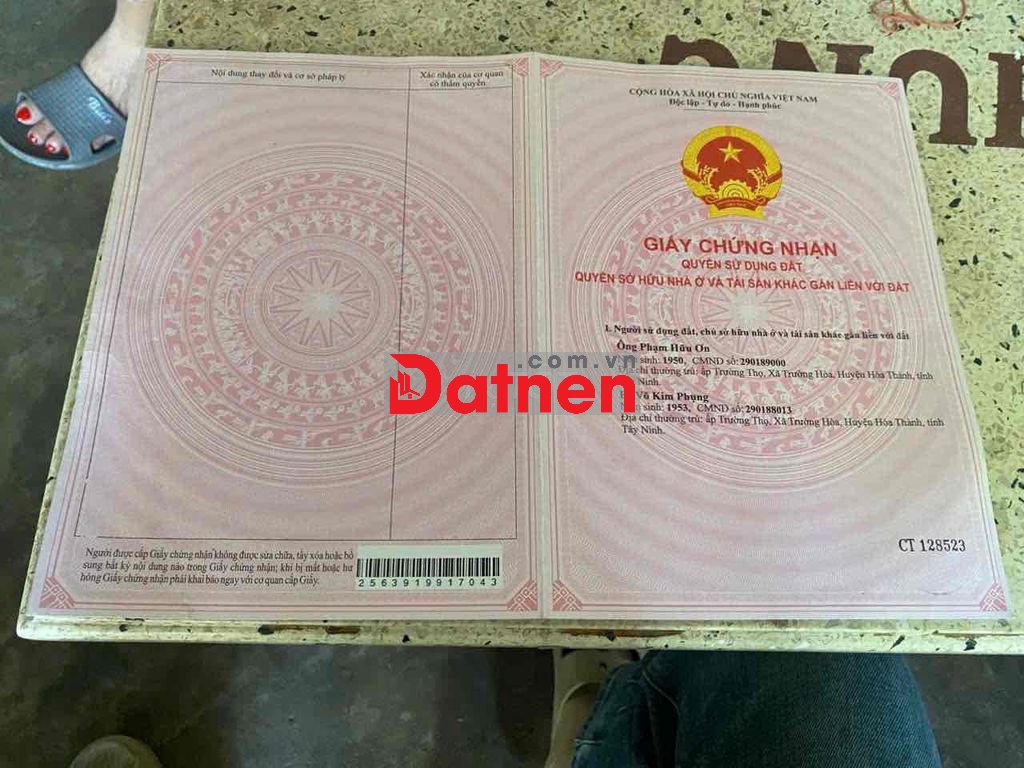 Nội dung thay đổi và cơ sở pháp lý
Xác nhận của cơ quan
có thẩm quyền
Người được cấp Giấy chứng nhận không được sửa chữa, tẩy xóa hoặc bổ
sung bất kỳ nội dung nào trong Giấy chứng nhận; khi bị mất hoặc hư
hỏng Giấy chứng nhận phải khai báo ngay với cơ quan cấp Giấy.
2563919917043
CỘNG HÒA XÃ HỘI CHỦ NGHĨA VIỆT NAM
Độc lập - Tự do - Hạnh phúc
GIẤY CHỨNG NHẬN
QUYỀN SỬ DỤNG ĐẤT
QUYỀN SỞ HỮU NHÀ Ở VÀ TÀI SẢN KHÁC GẮN LIỀN VỚI ĐẤT
I. Người sử dụng đất, chủ sở hữu nhà ở và tài sản khác gắn liền với đất
Ông Phạm Hữu Ơn
sinh: 1950, CMND số: 290189000
Địa chỉ thường trú: ấp Trường Thọ, Xã Trường Hòa, Huyện Hòa Thành, tỉnh
Ninh.
Võ Kim Phụng
sinh: 1953, CMND số: 290188013
Địa chỉ thường trú: ấp Trường Thọ, Xã Trường Hòa, Huyện Hòa Thành, tỉnh
Tây Ninh.
CT 128523
.com.vn
Datnen